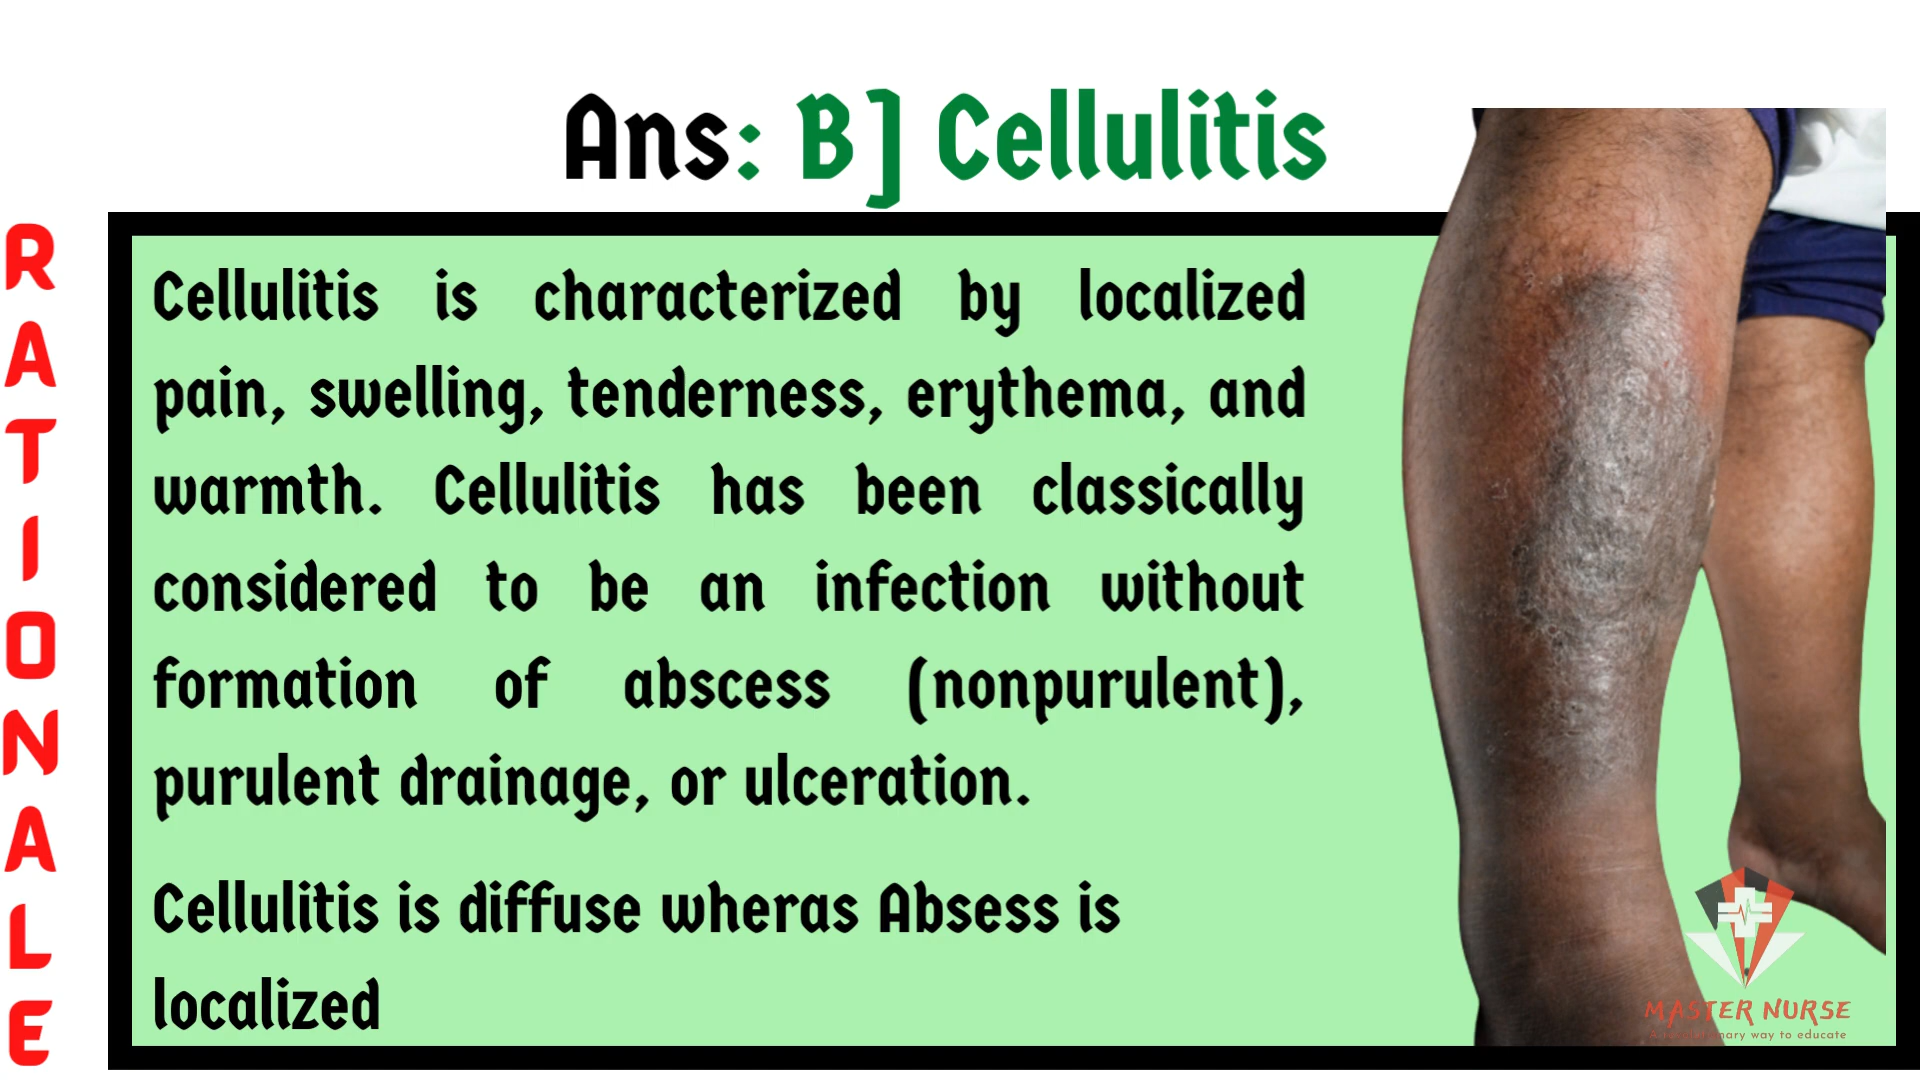 Ans: B] Cellulitis
RATIONALE
Cellulitis is characterized by localized
pain, swelling, tenderness, erythema, and
warmth. Cellulitis has been classically
considered to be an infection without
formation of abscess (nonpurulent),
purulent drainage, or ulceration.
Cellulitis is diffuse wheras Absess is
localized
MASTER NURSE
way to educate